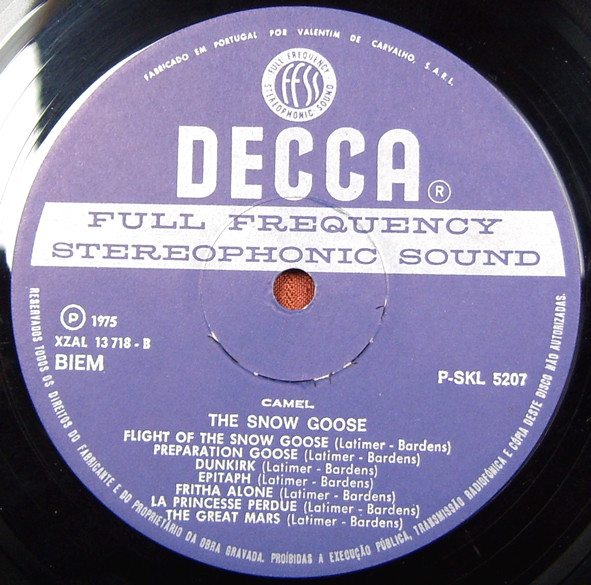 FABRICADO EM PORTUGAL POR VALENTIM DE CARVALHO, S.A.R.L.
FULL FREQUENCY
FFSS
STEREOPHONIC SOUND
DECCA ®
FULL FREQUENCY
STEREOPHONIC SOUND
Ⓟ 1975
XZAL 13 718 - B
BIEM
P-SKL 5207
CAMEL
THE SNOW GOOSE
FLIGHT OF THE SNOW GOOSE (Latimer - Bardens)
PREPARATION GOOSE (Latimer - Bardens)
DUNKIRK (Latimer - Bardens)
EPITAPH (Latimer - Bardens)
FRITHA ALONE (Latimer - Bardens)
LA PRINCESSE PERDUE (Latimer - Bardens)
THE GREAT MARS (Latimer - Bardens)
RESERVADOS TODOS OS DIREITOS DO FABRICANTE E DO PROPRIETÁRIO DA OBRA GRAVADA. PROÍBIDAS A EXECUÇÃO PÚBLICA, TRANSMISSÃO RADIOFÓNICA E CÓPIA DESTE DISCO NÃO AUTORIZADAS.